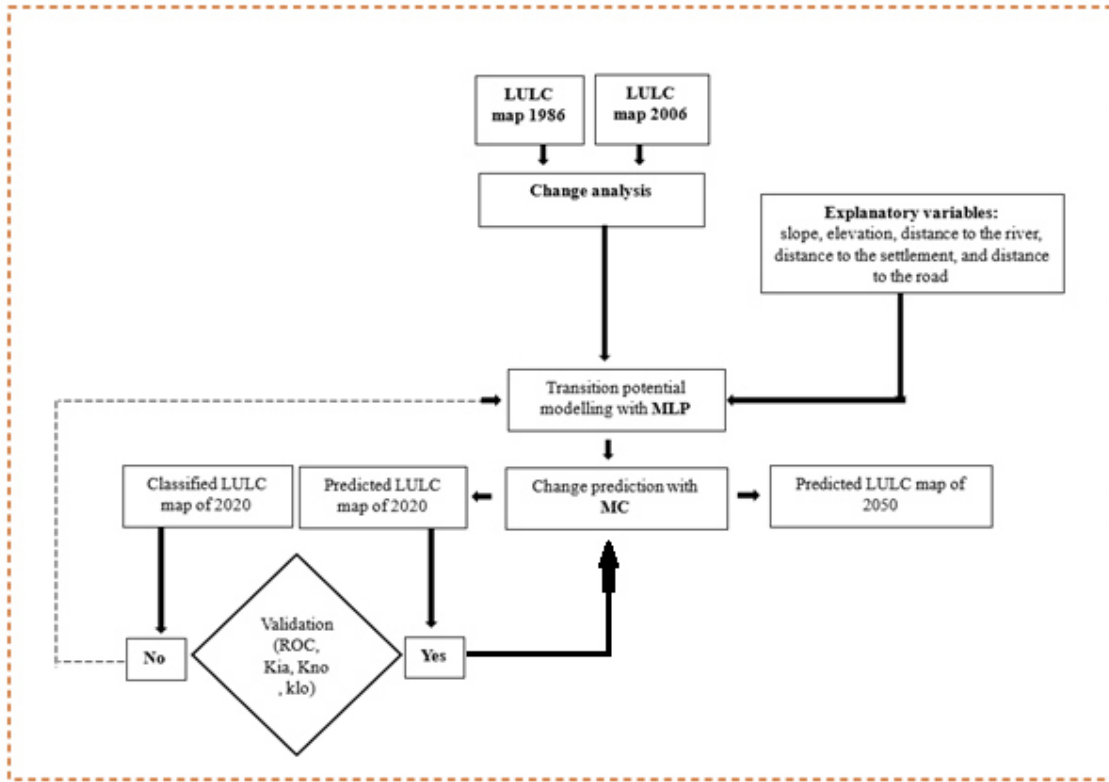 LULC
map 1986
LULC
map 2006
Change analysis
Explanatory variables:
slope, elevation, distance to the river,
distance to the settlement, and distance
to the road
Transition potential
modelling with MLP
Classified LULC
map of 2020
Predicted LULC
map of 2020
Change prediction with
MC
Predicted LULC map of
2050
No
Validation
(ROC,
Kia, Kno
, klo)
Yes